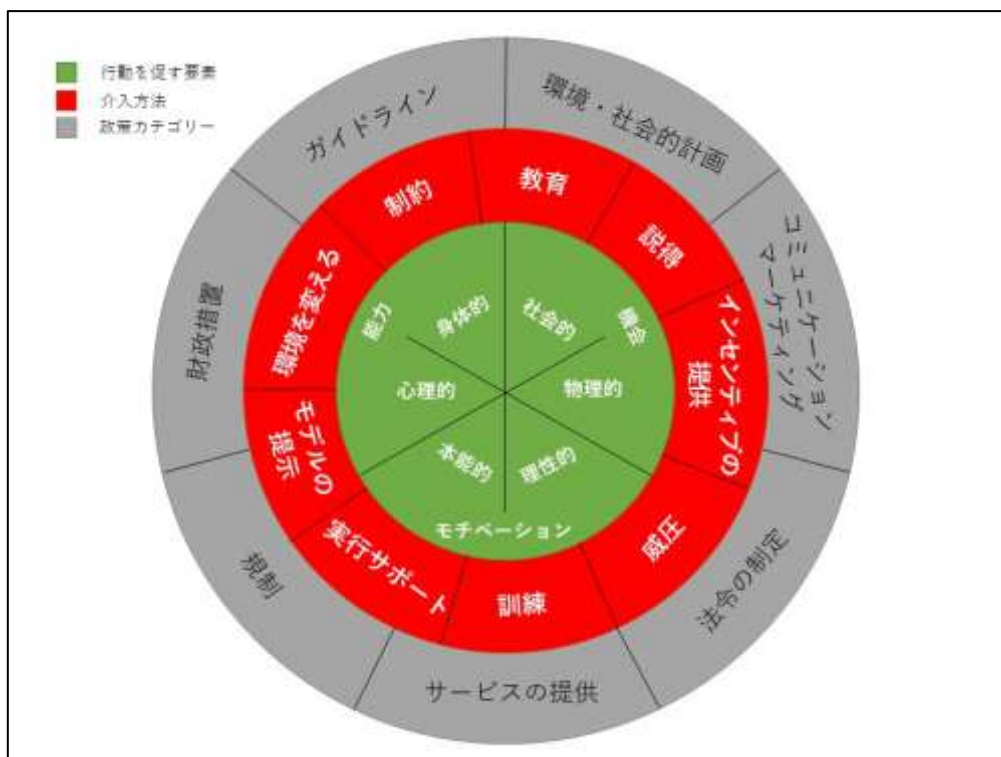 行動を促す要素
介入方法
政策カテゴリー
環境・社会的計画
コミュニケーション
マーケティング
法令の制定
サービスの提供
規制
財政措置
ガイドライン
教育
説得
インセンティブの
提供
威圧
訓練
実行サポート
モデルの
提示
環境を変える
制約
能力
身体的
心理的
社会的
機会
物理的
本能的
理性的
モチベーション